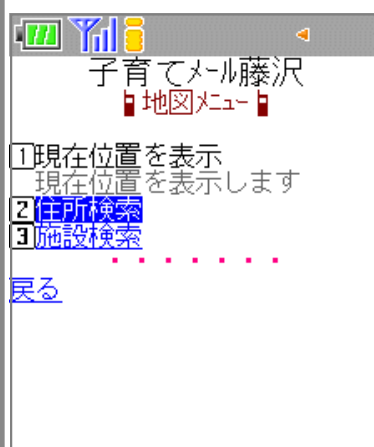 子育てﾒｰﾙ藤沢
地図ﾒﾆｭｰ
1現在位置を表示
現在位置を表示します
2住所検索
3施設検索
戻る